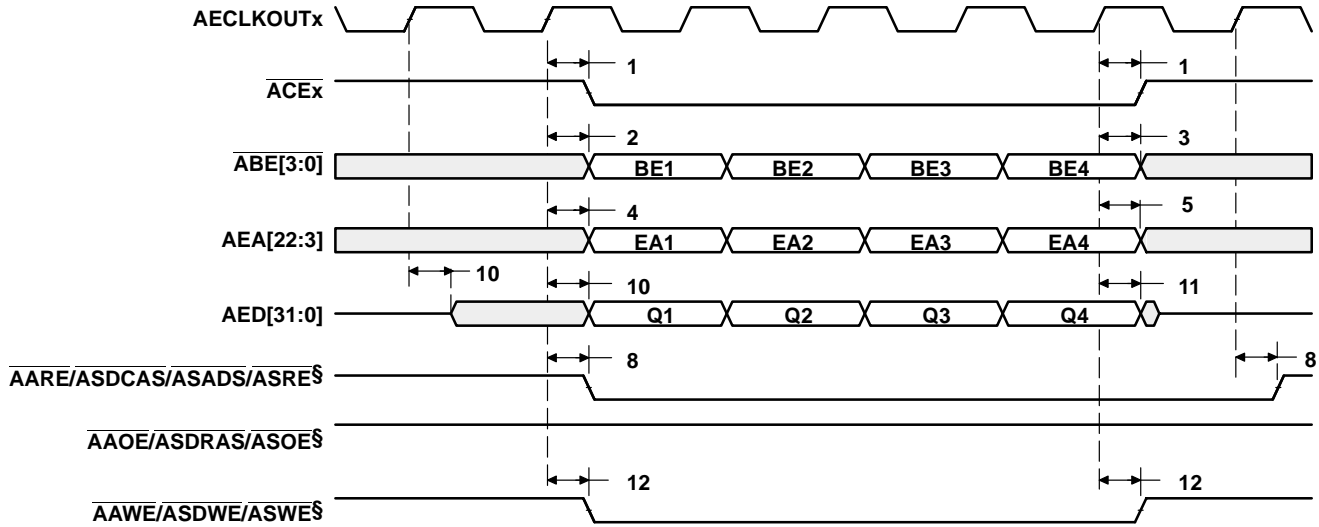 AECLKOUTx
1 1
ACEx
2 3
ABE[3:0] BE1 BE2 BE3 BE4
4 5
AEA[22:3] EA1 EA2 EA3 EA4
10 10 11
AED[31:0] Q1 Q2 Q3 Q4
8 8
AARE/ASDCAS/ASADS/ASRE§
AAOE/ASDRAS/ASOE§
12 12
AAWE/ASDWE/ASWE§